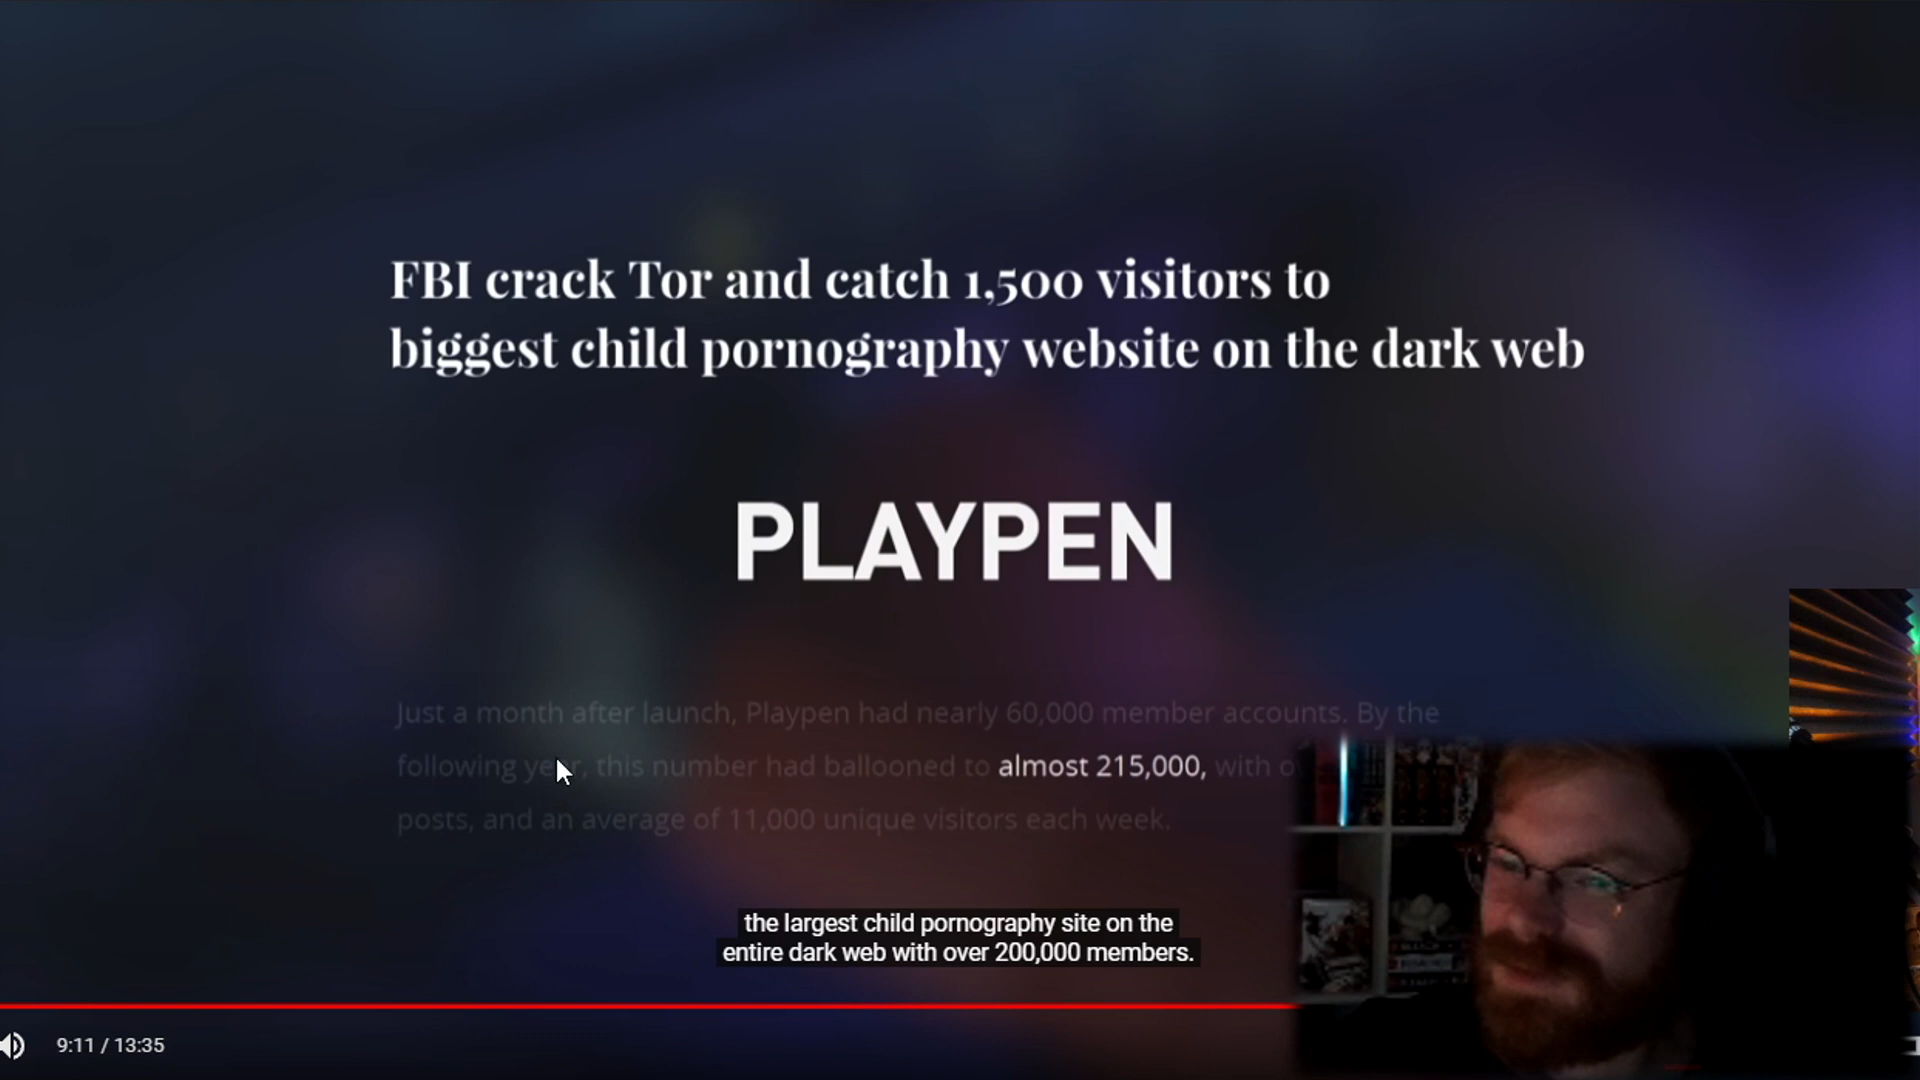 FBI crack Tor and catch 1,500 visitors to
biggest child pornography website on the dark web
PLAYPEN
Just a month after launch, Playpen had nearly 60,000 member accounts. By the
following year, this number had ballooned to almost 215,000, with
posts, and an average of 11,000 unique visitors each week.
the largest child pornography site on the
entire dark web with over 200,000 members.
9:11 / 13:35